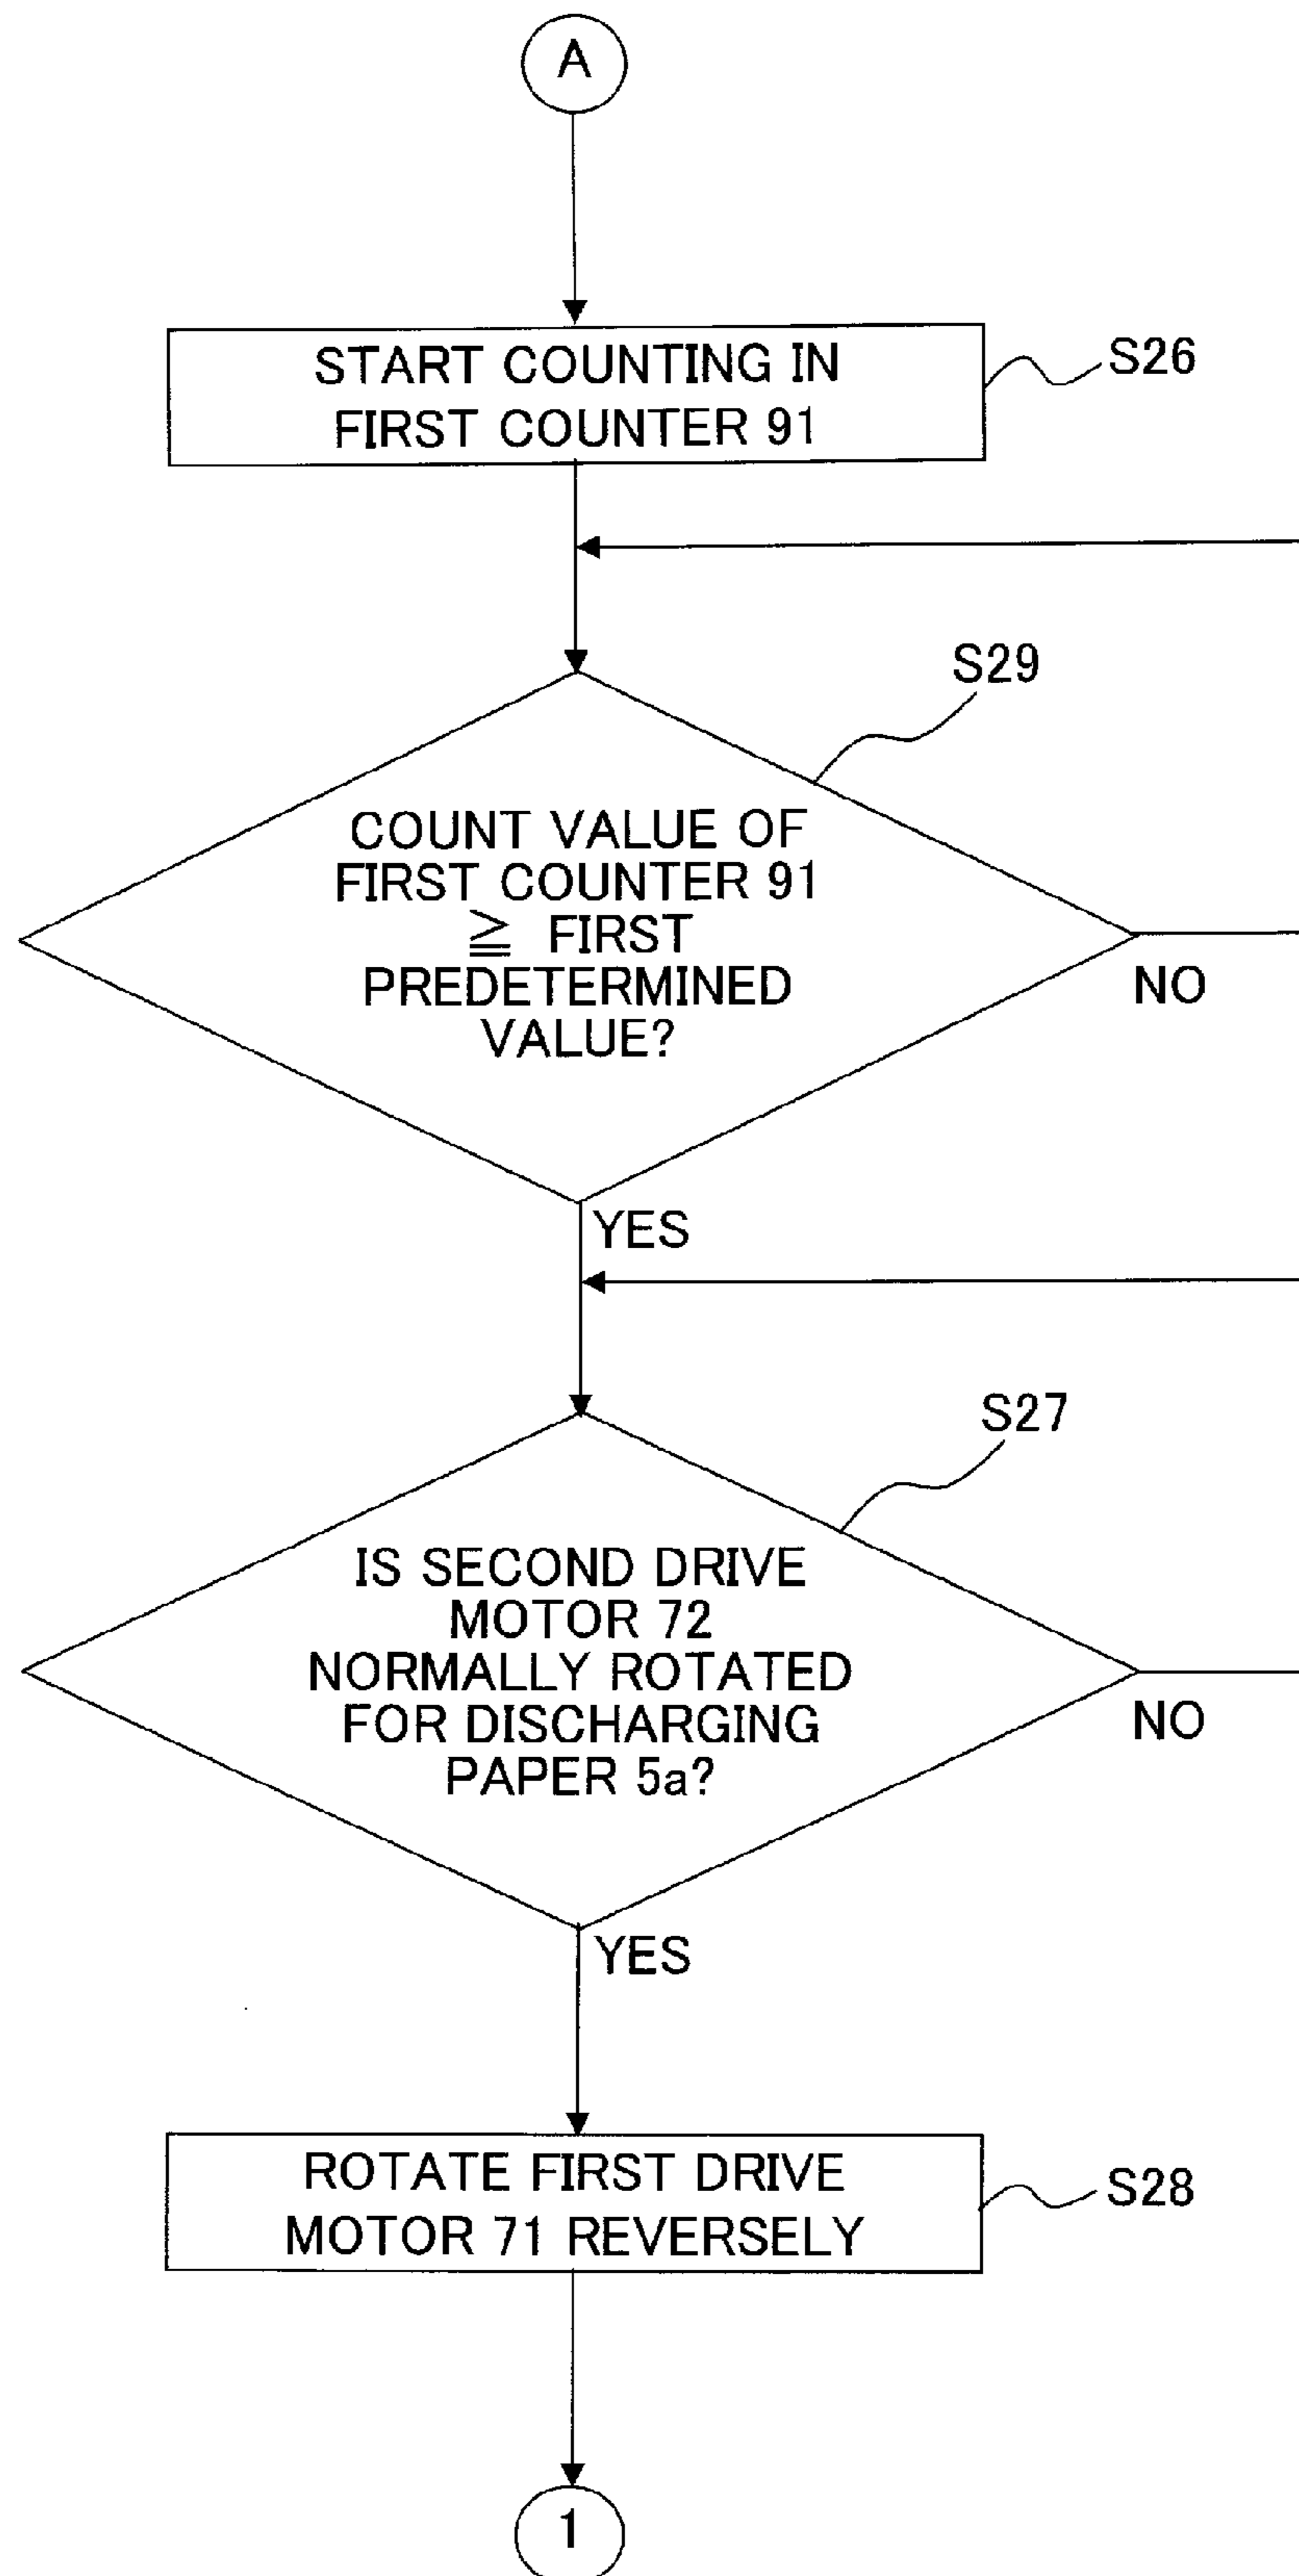 A
START COUNTING IN
FIRST COUNTER 91
S26
S29
COUNT VALUE OF
FIRST COUNTER 91
≧ FIRST
PREDETERMINED
VALUE?
NO
YES
S27
IS SECOND DRIVE
MOTOR 72
NORMALLY ROTATED
FOR DISCHARGING
PAPER 5a?
NO
YES
ROTATE FIRST DRIVE
MOTOR 71 REVERSELY
S28
1